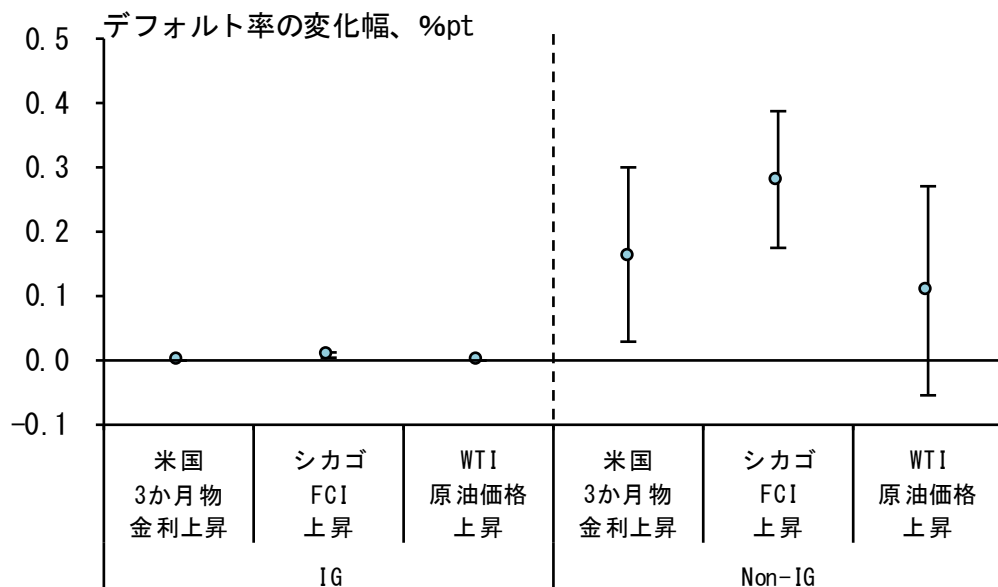 デフォルト率の変化幅、%pt
0.5
0.4
0.3
0.2
0.1
0.0
-0.1
米国
3か月物
金利上昇
シカゴ
FCI
上昇
WTI
原油価格
上昇
米国
3か月物
金利上昇
シカゴ
FCI
上昇
WTI
原油価格
上昇
IG
Non-IG